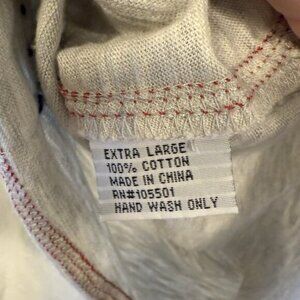 EXTRA LARGE
100% COTTON
MADE IN CHINA
RN#105501
HAND WASH ONLY